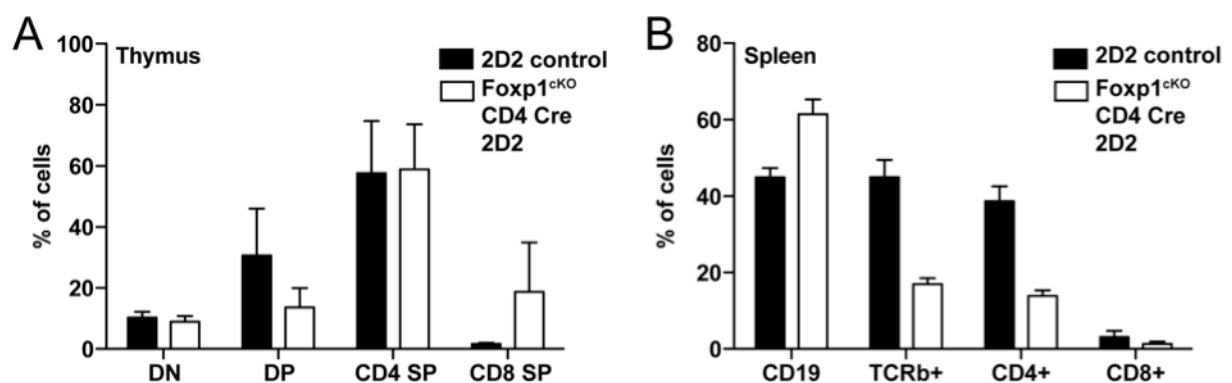 A
Thymus
2D2 control
Foxp1cKO
CD4 Cre
2D2
% of cells
100
80
60
40
20
0
DN DP CD4 SP CD8 SP
B
Spleen
2D2 control
Foxp1cKO
CD4 Cre
2D2
% of cells
80
60
40
20
0
CD19 TCRb+ CD4+ CD8+